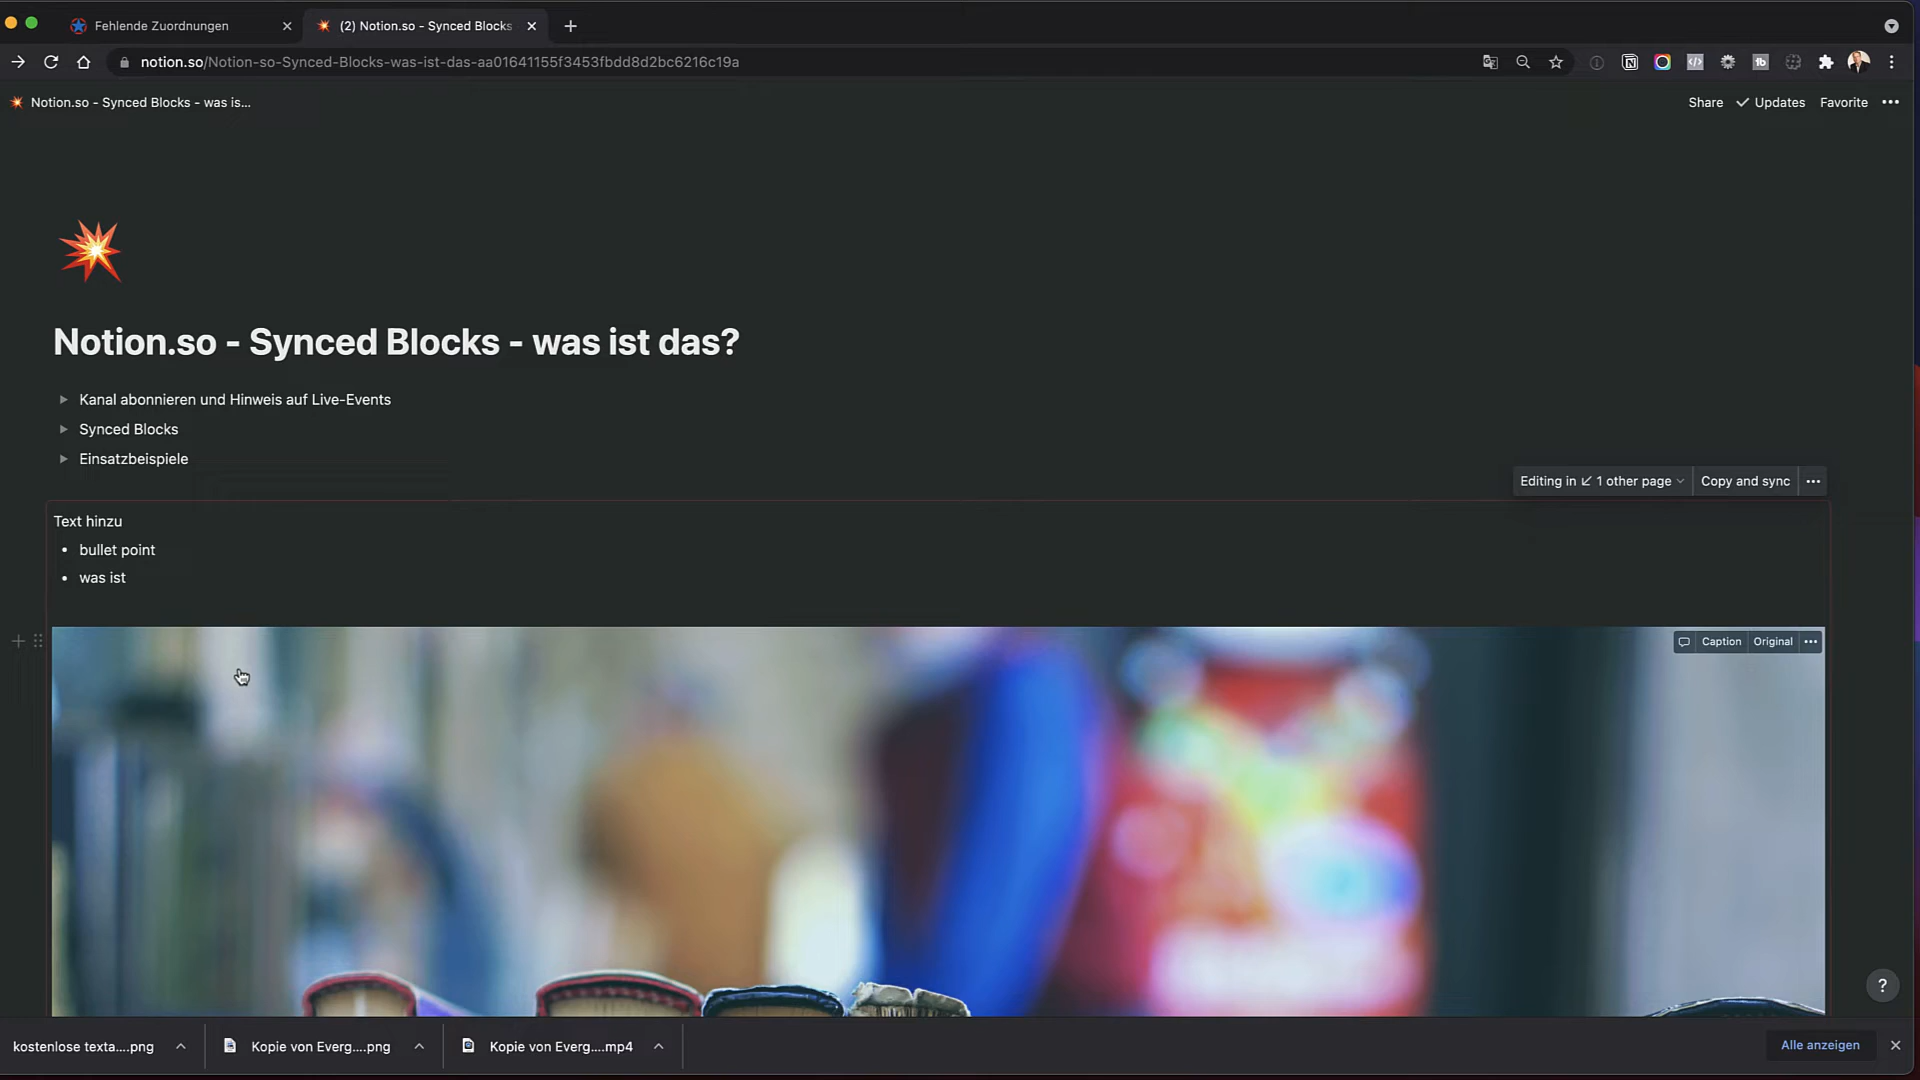 Fehlende Zuordnungen
(2) Notion.so - Synced Blocks
notion.so/Notion-so-Synced-Blocks-was-ist-das-aa01641155f3453fbdd8d2bc6216c19a
Notion.so - Synced Blocks - was is...
Share
Updates
Favorite
Notion.so - Synced Blocks - was ist das?
Kanal abonnieren und Hinweis auf Live-Events
Synced Blocks
Einsatzbeispiele
Editing in ↙ 1 other page
Copy and sync
Text hinzu
• bullet point
• was ist
Caption
Original
?
kostenlose texta....png
Kopie von Everg....png
Kopie von Everg....mp4
Alle anzeigen